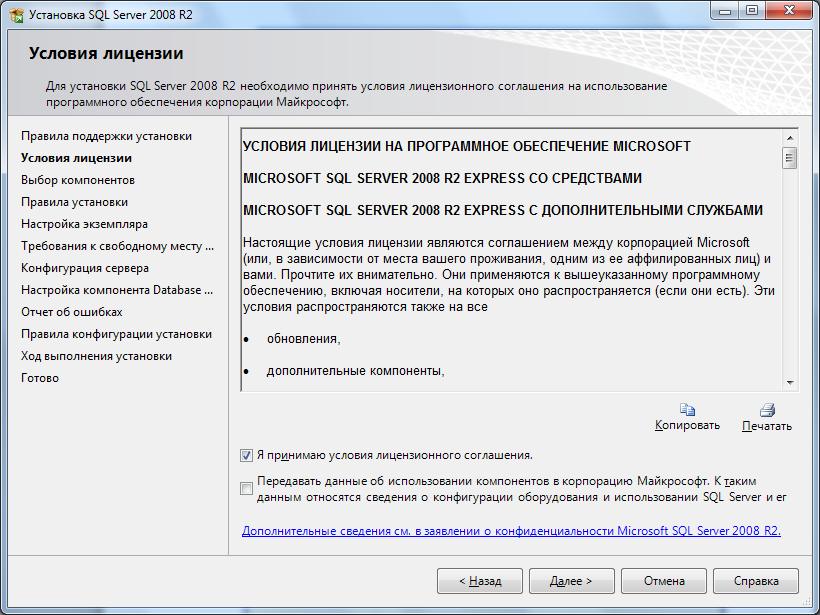 Установка SQL Server 2008 R2
Условия лицензии
Для установки SQL Server 2008 R2 необходимо принять условия лицензионного соглашения на использование
программного обеспечения корпорации Майкрософт.
Правила поддержки установки
Условия лицензии
Выбор компонентов
Правила установки
Настройка экземпляра
Требования к свободному месту ...
Конфигурация сервера
Настройка компонента Database ...
Отчет об ошибках
Правила конфигурации установки
Ход выполнения установки
Готово
УСЛОВИЯ ЛИЦЕНЗИИ НА ПРОГРАММНОЕ ОБЕСПЕЧЕНИЕ MICROSOFT
MICROSOFT SQL SERVER 2008 R2 EXPRESS СО СРЕДСТВАМИ
MICROSOFT SQL SERVER 2008 R2 EXPRESS С ДОПОЛНИТЕЛЬНЫМИ СЛУЖБАМИ
Настоящие условия лицензии являются соглашением между корпорацией Microsoft
(или, в зависимости от места вашего проживания, одним из ее аффилированных лиц) и
вами. Прочтите их внимательно. Они применяются к вышеуказанному программному
обеспечению, включая носители, на которых оно распространяется (если они есть). Эти
условия распространяются также на все
• обновления,
• дополнительные компоненты,
Копировать
Печатать
Я принимаю условия лицензионного соглашения.
Передавать данные об использовании компонентов в корпорацию Майкрософт. К таким
данным относятся сведения о конфигурации оборудования и использовании SQL Server и ег
Дополнительные сведения см. в заявлении о конфиденциальности Microsoft SQL Server 2008 R2.
< Назад
Далее >
Отмена
Справка